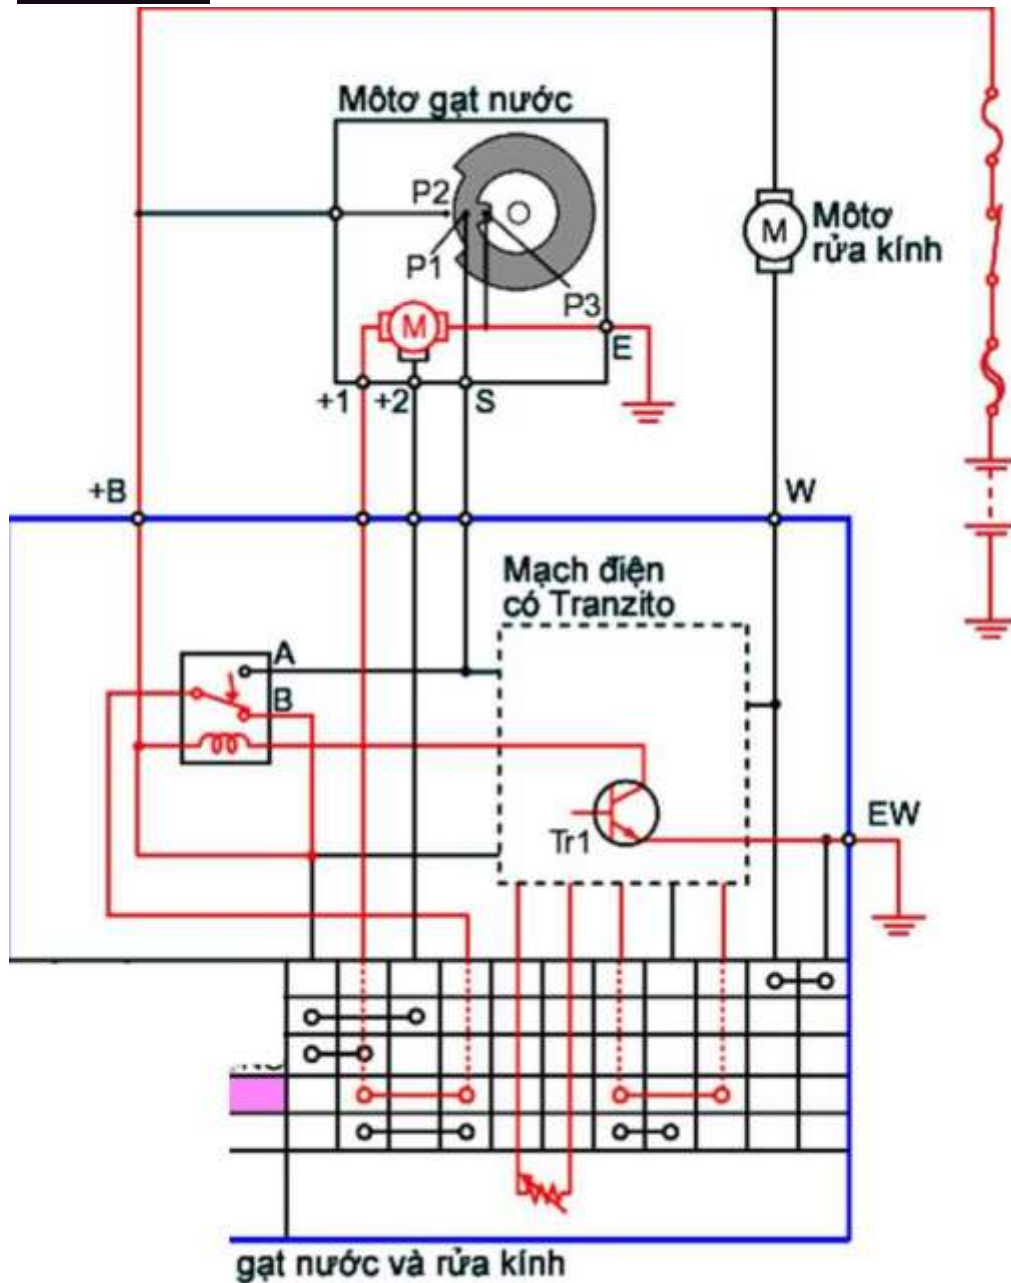 Môtơ gạt nước
P2
P1
P3
M
E
+1
+2
S
M
Môtơ
rửa kính
+B
W
Mạch điện
có Tranzito
A
B
Tr1
EW
gạt nước và rửa kính